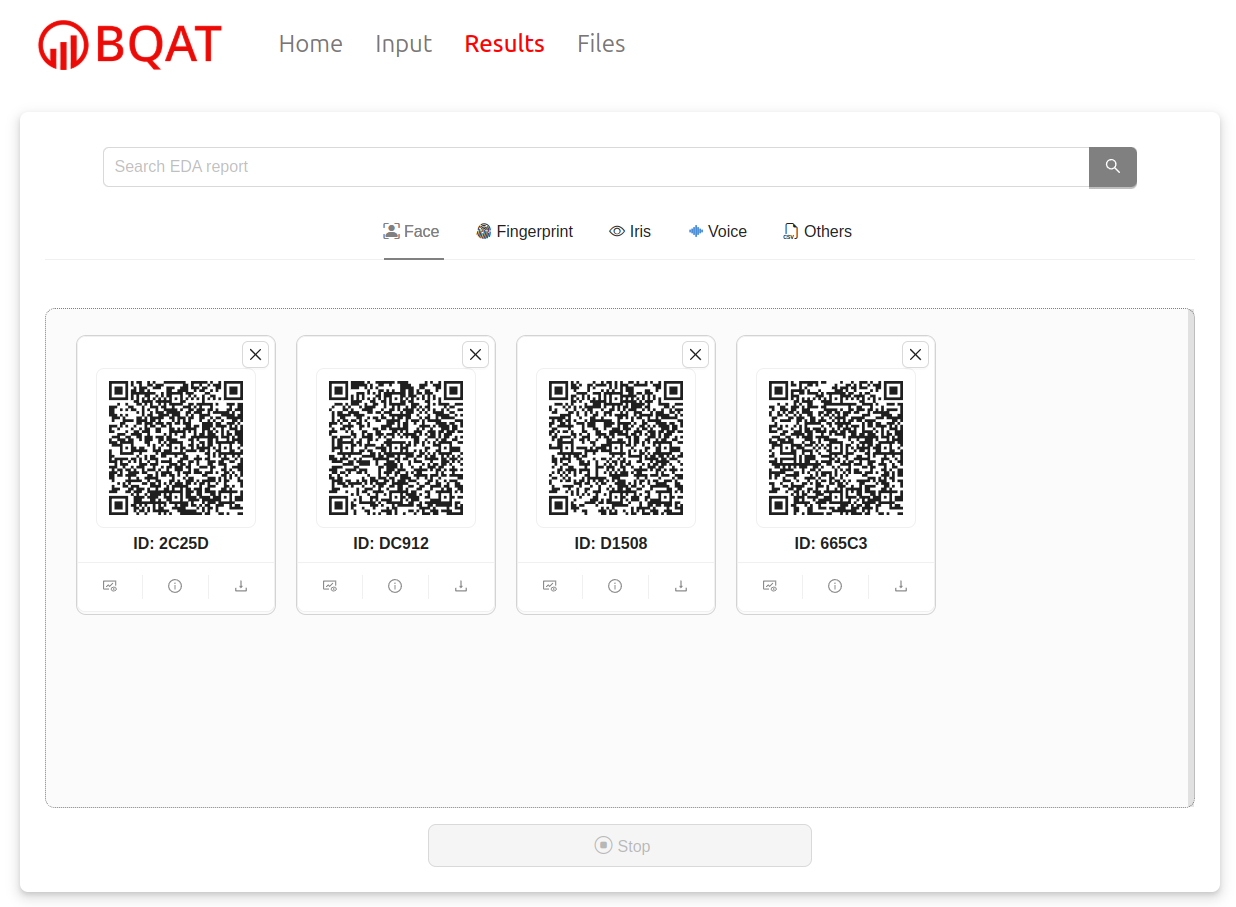 BQAT
Home Input Results Files
Search EDA report
Face Fingerprint Iris Voice Others
CSV
ID: 2C25D ID: DC912 ID: D1508 ID: 665C3
Stop